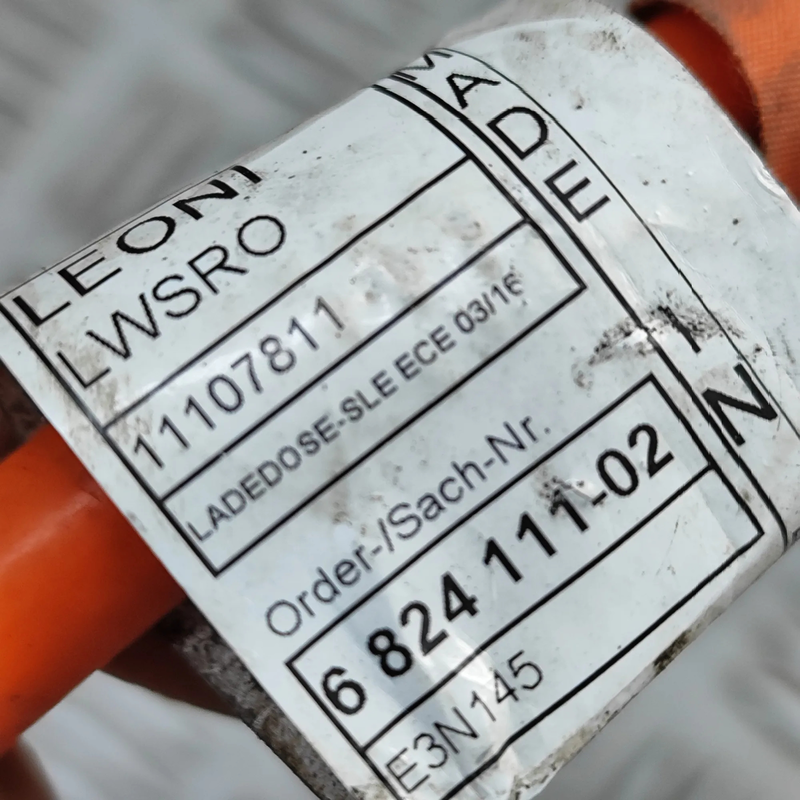 LEONI
LWSRO
11107811
LADEDOSE-SLE ECE 03/16
Order-/Sach-Nr.
6 824 111-02
E3N145
MADE IN